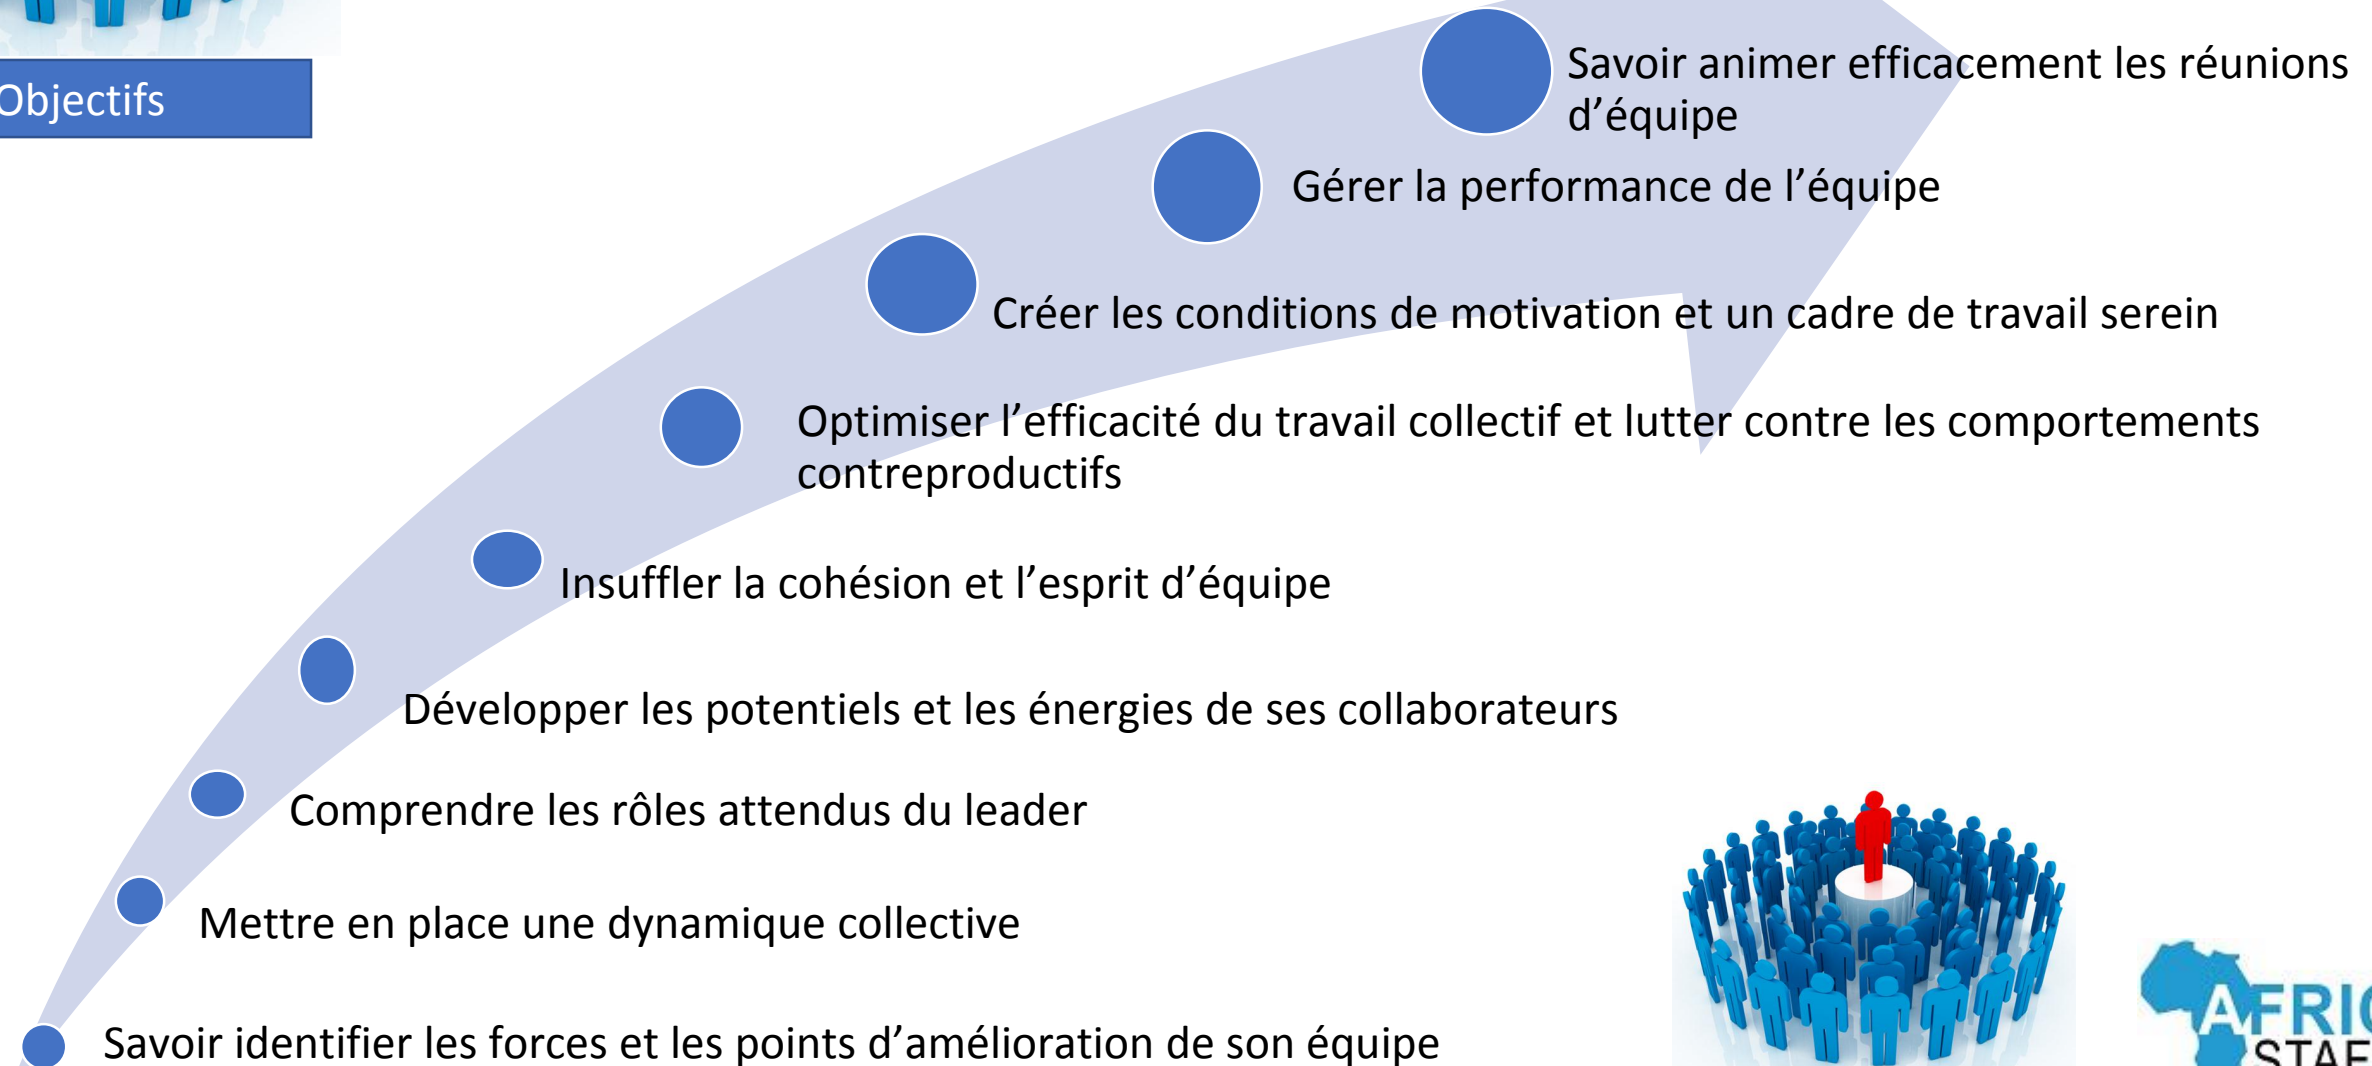 Objectifs
Savoir animer efficacement les réunions
d’équipe
Gérer la performance de l’équipe
Créer les conditions de motivation et un cadre de travail serein
Optimiser l’efficacité du travail collectif et lutter contre les comportements
contreproductifs
Insuffler la cohésion et l’esprit d’équipe
Développer les potentiels et les énergies de ses collaborateurs
Comprendre les rôles attendus du leader
Mettre en place une dynamique collective
Savoir identifier les forces et les points d’amélioration de son équipe